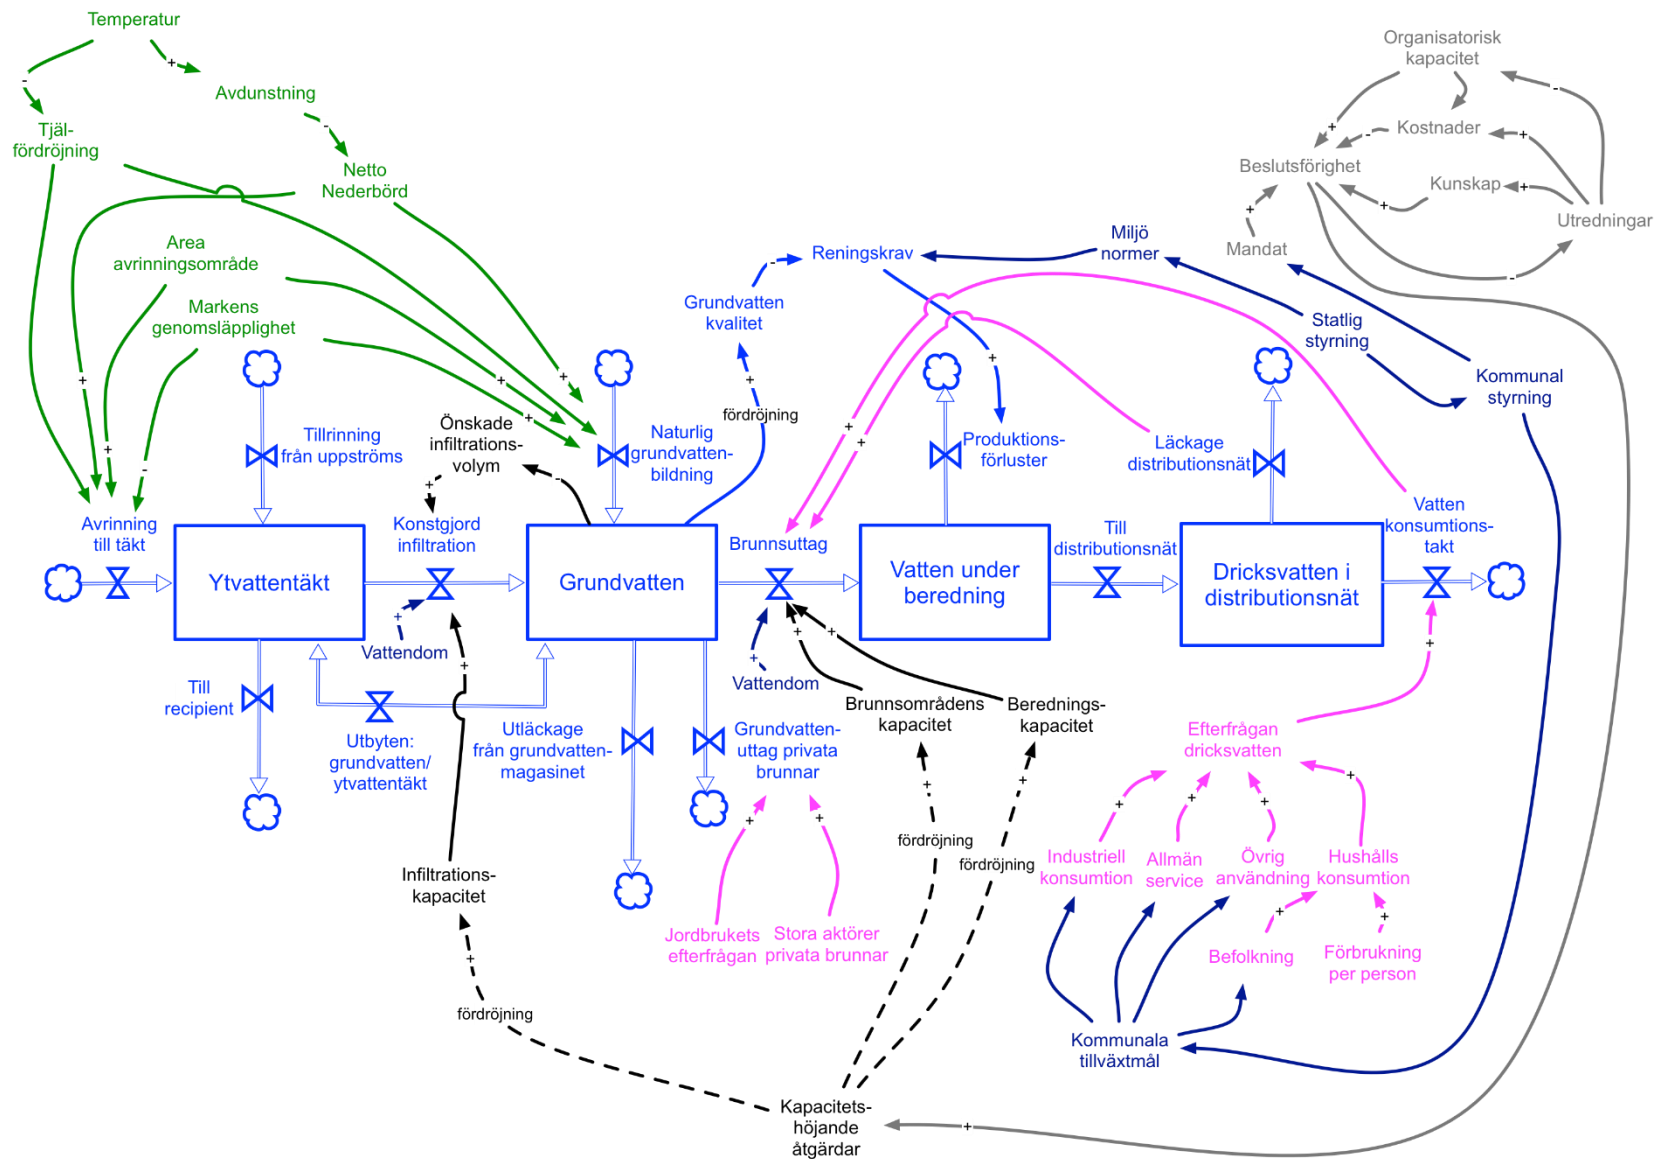 Temperatur
Avdunstning
Tjäl-
fördröjning
Netto
Nederbörd
Area
avrinningsområde
Markens
genomsläpplighet
Organisatorisk
kapacitet
Kostnader
Beslutsförighet
Kunskap
Utredningar
Mandat
Miljö
normer
Reningskrav
Grundvatten
kvalitet
Statlig
styrning
Kommunal
styrning
fördröjning
Önskade
infiltrations-
volym
Tillrinning
från uppströms
Naturlig
grundvatten-
bildning
Produktions-
förluster
Läckage
distributionsnät
Vatten
konsumtions-
takt
Avrinning
till täkt
Konstgjord
infiltration
Brunnsuttag
Till
distributionsnät
Ytvattentäkt
Grundvatten
Vatten under
beredning
Dricksvatten i
distributionsnät
Vattendom
Vattendom
Till
recipient
Utbyten:
grundvatten/
ytvattentäkt
Utläckage
från grundvatten-
magasinet
Grundvatten-
uttag privata
brunnar
Brunnsområdens
kapacitet
Berednings-
kapacitet
Efterfrågan
dricksvatten
fördröjning
fördröjning
Infiltrations-
kapacitet
Industriell
konsumtion
Allmän
service
Övrig
användning
Hushålls
konsumtion
Jordbrukets
efterfrågan
Stora aktörer
privata brunnar
Befolkning
Förbrukning
per person
fördröjning
Kommunala
tillväxtmål
Kapacitets-
höjande
åtgärdar